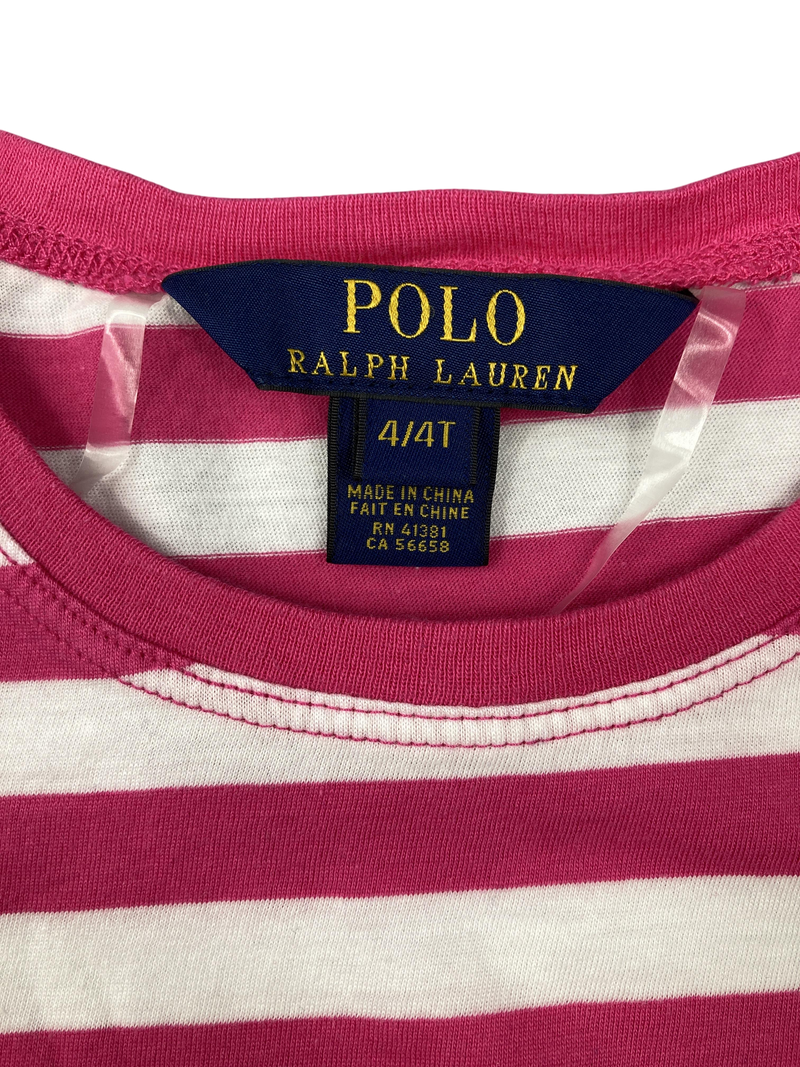 POLO
RALPH LAUREN
4/4T
MADE IN CHINA
FAIT EN CHINE
RN 41381
CA 56658